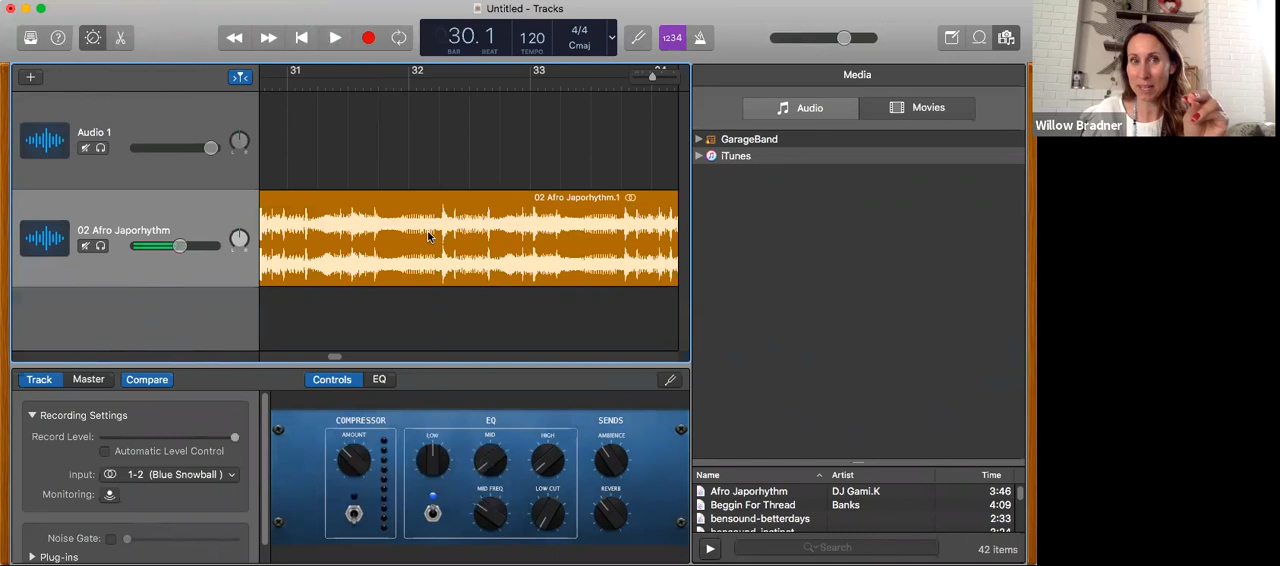 Untitled - Tracks
30. 1
BAR BEAT
120
TEMPO
4/4
Cmaj
1234
31 32 33
Media
Audio
Movies
Willow Bradner
Audio 1
L R
GarageBand
iTunes
02 Afro Japorhythm.1
02 Afro Japorhythm
L R
Track Master Compare
Controls EQ
Recording Settings
Record Level:
Automatic Level Control
Input: 1-2 (Blue Snowball )
Monitoring:
Noise Gate:
Plug-ins
COMPRESSOR
AMOUNT
EQ
LOW MID HIGH
MID FREQ LOW CUT
SENDS
AMBIENCE
REVERB
Name Artist Time
Afro Japorhythm DJ Gami.K 3:46
Beggin For Thread Banks 4:09
bensound-betterdays 2:33
Search
42 items